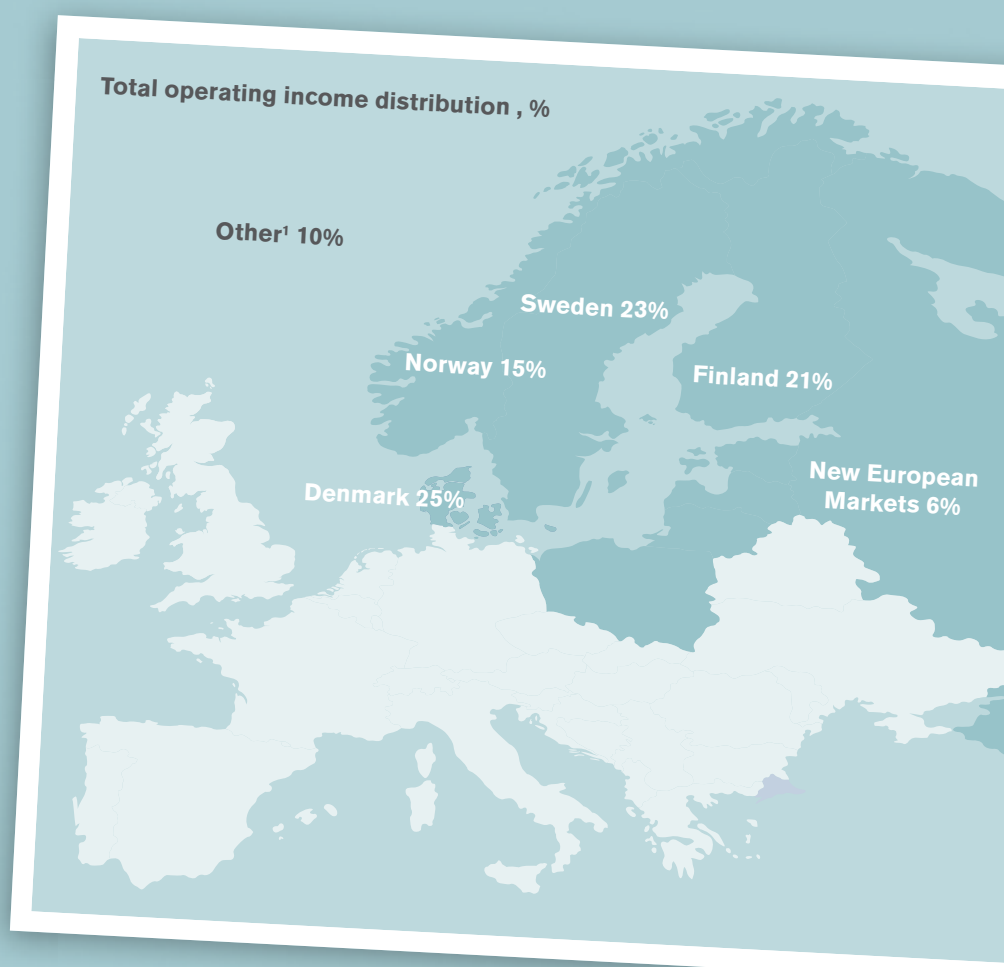 Total operating income distribution , %
Other¹ 10%
Sweden 23%
Norway 15%
Finland 21%
New European
Markets 6%
Denmark 25%